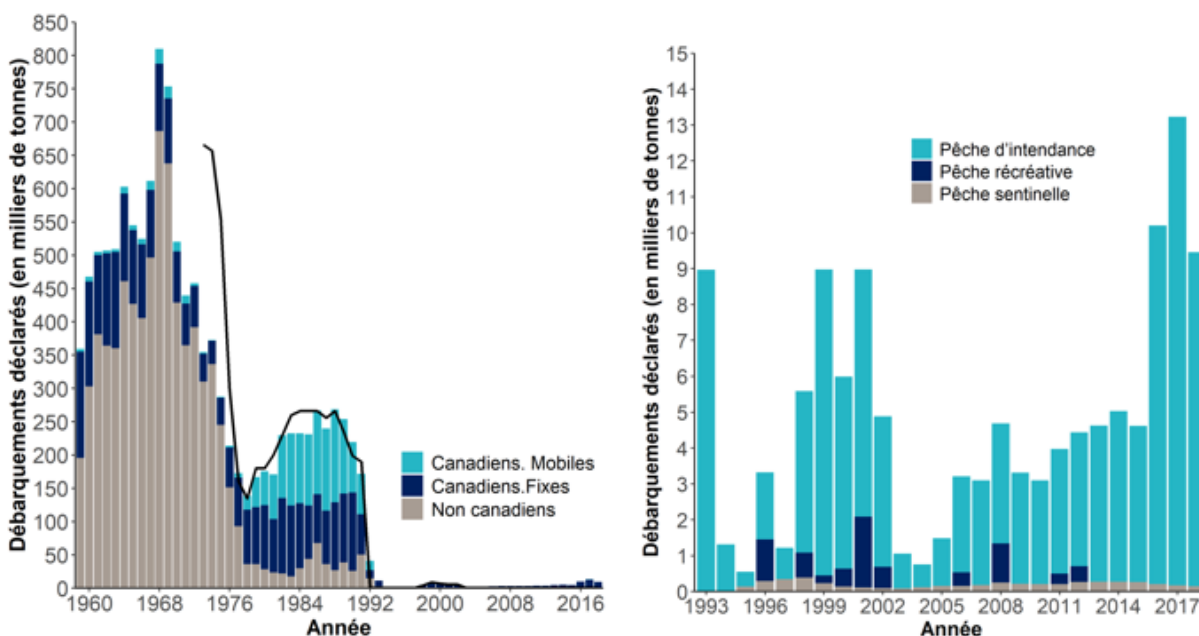 Débarquements déclarés (en milliers de tonnes)
850
800
750
700
650
600
550
500
450
400
350
300
250
200
150
100
50
0
Canadiens. Mobiles
Canadiens.Fixes
Non canadiens
1960 1968 1976 1984 1992 2000 2008 2016
Année
Débarquements déclarés (en milliers de tonnes)
15
14
13
12
11
10
9
8
7
6
5
4
3
2
1
0
Pêche d'intendance
Pêche récréative
Pêche sentinelle
1993 1996 1999 2002 2005 2008 2011 2014 2017
Année